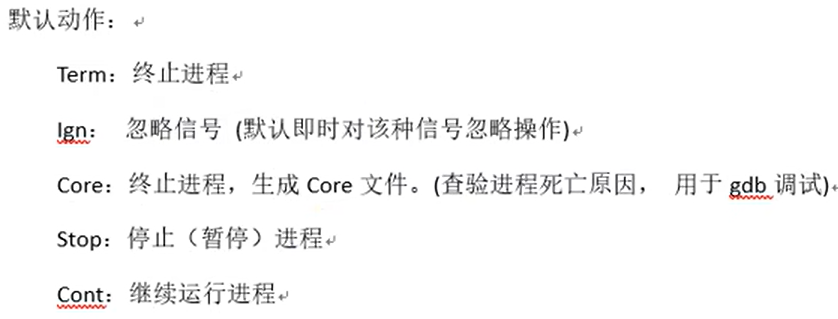 默认动作：
Term：终止进程
Ign： 忽略信号 (默认即时对该种信号忽略操作)
Core：终止进程，生成 Core 文件。(查验进程死亡原因， 用于 gdb 调试)
Stop：停止（暂停）进程
Cont：继续运行进程